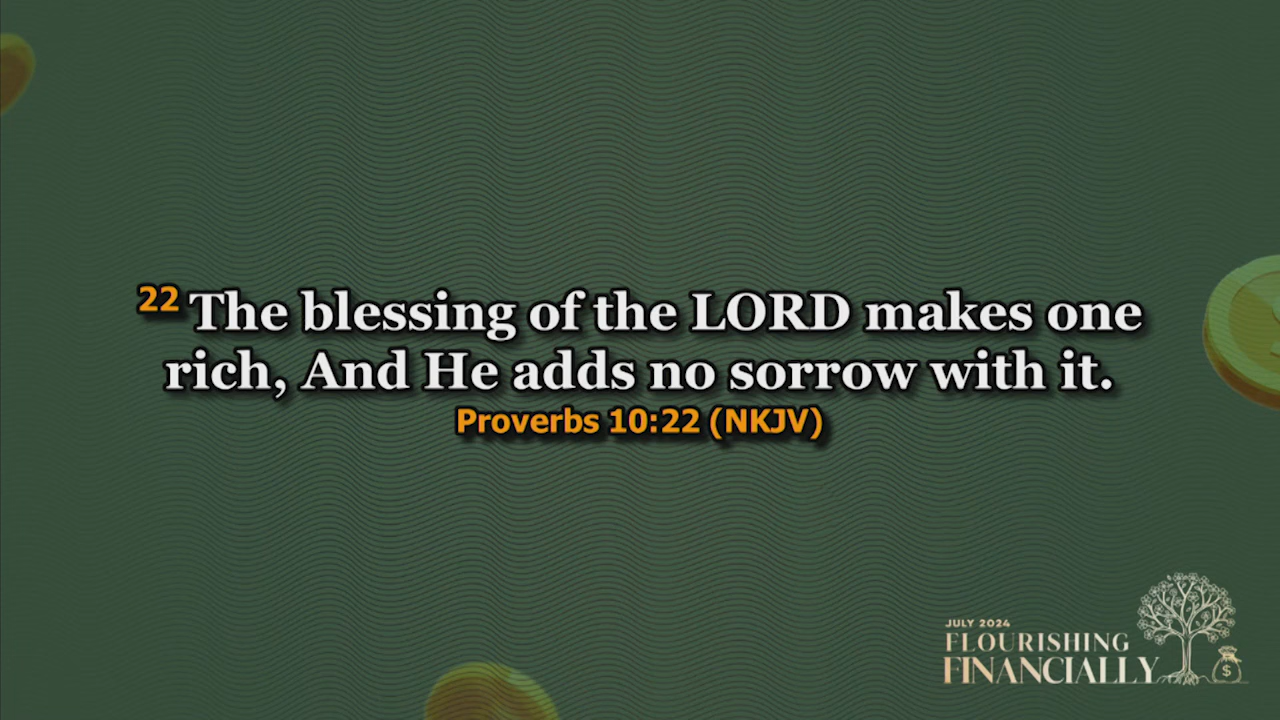 22 The blessing of the LORD makes one
rich, And He adds no sorrow with it.
Proverbs 10:22 (NKJV)
JULY 2024
FLOURISHING
FINANCIALLY
$